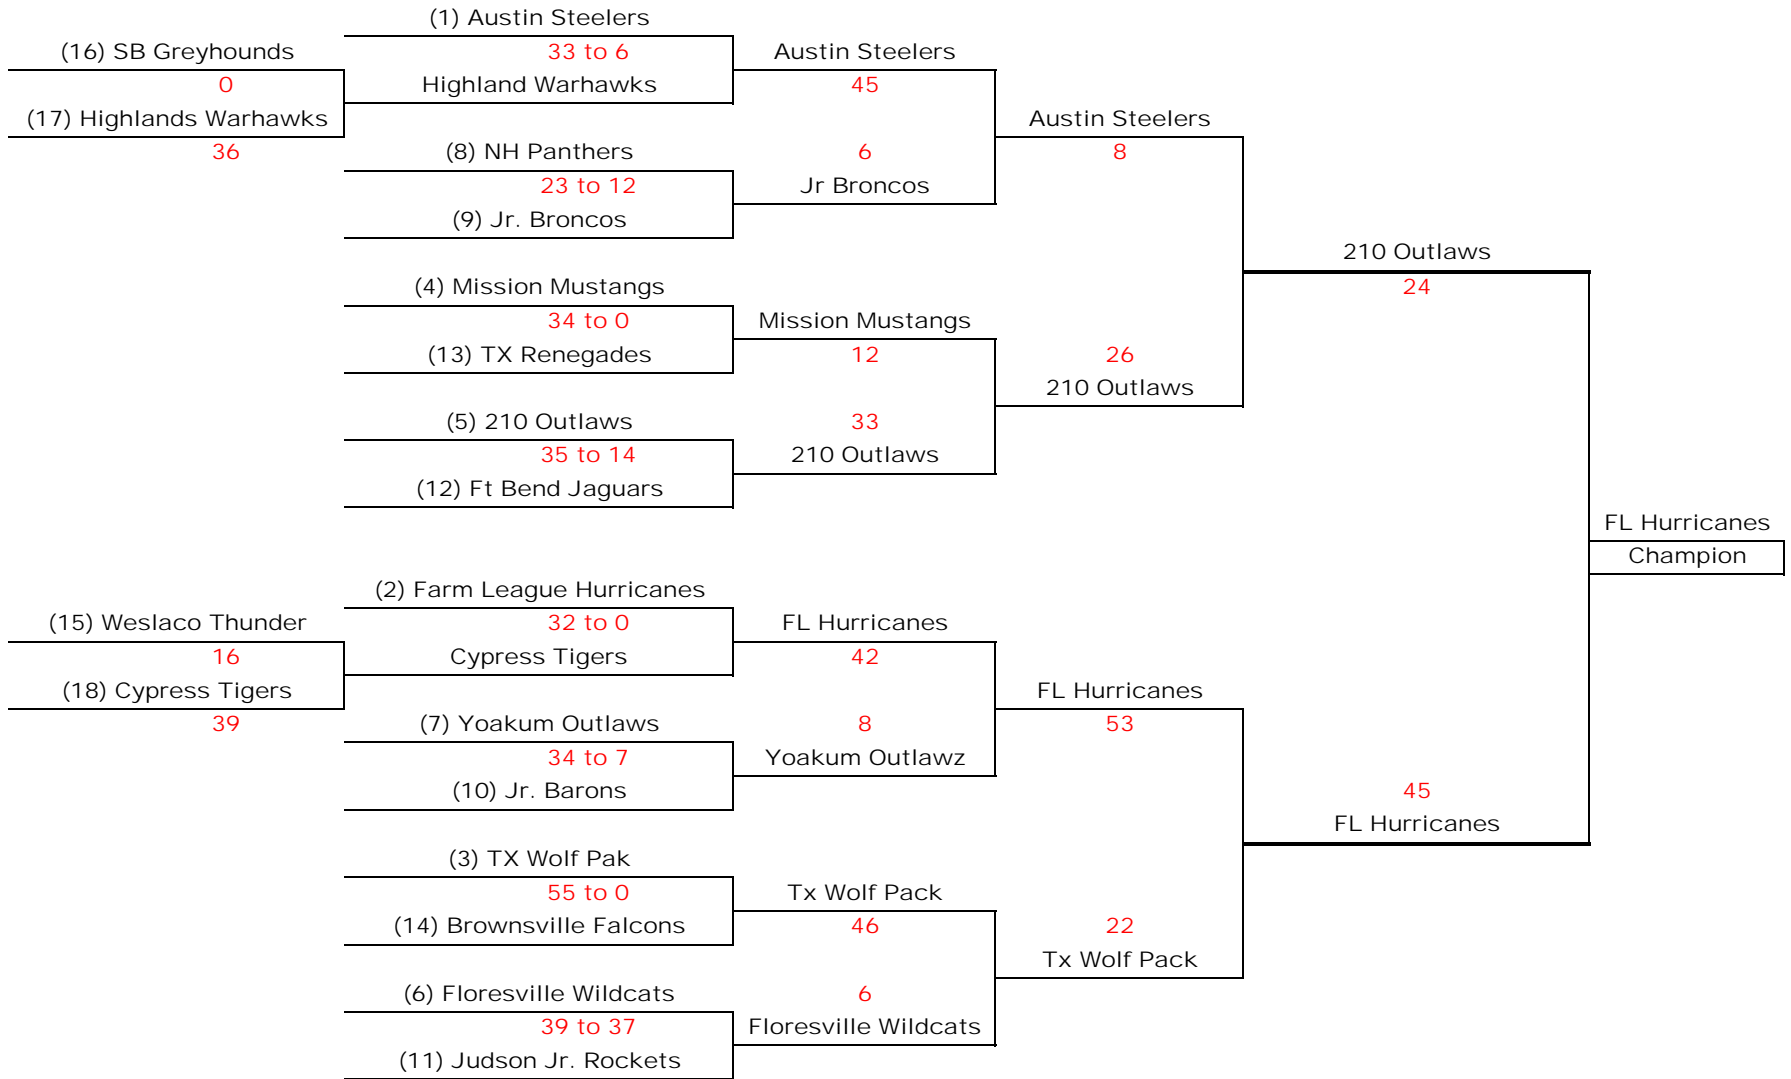 (1) Austin Steelers
(16) SB Greyhounds
33 to 6
Austin Steelers
0
Highland Warhawks
45
(17) Highlands Warhawks
Austin Steelers
36
(8) NH Panthers
6
8
23 to 12
Jr Broncos
(9) Jr. Broncos
210 Outlaws
(4) Mission Mustangs
24
34 to 0
Mission Mustangs
(13) TX Renegades
12
26
210 Outlaws
(5) 210 Outlaws
33
35 to 14
210 Outlaws
(12) Ft Bend Jaguars
FL Hurricanes
Champion
(2) Farm League Hurricanes
(15) Weslaco Thunder
32 to 0
FL Hurricanes
16
Cypress Tigers
42
(18) Cypress Tigers
FL Hurricanes
39
(7) Yoakum Outlaws
8
53
34 to 7
Yoakum Outlawz
(10) Jr. Barons
45
FL Hurricanes
(3) TX Wolf Pak
55 to 0
Tx Wolf Pack
(14) Brownsville Falcons
46
22
Tx Wolf Pack
(6) Floresville Wildcats
6
39 to 37
Floresville Wildcats
(11) Judson Jr. Rockets